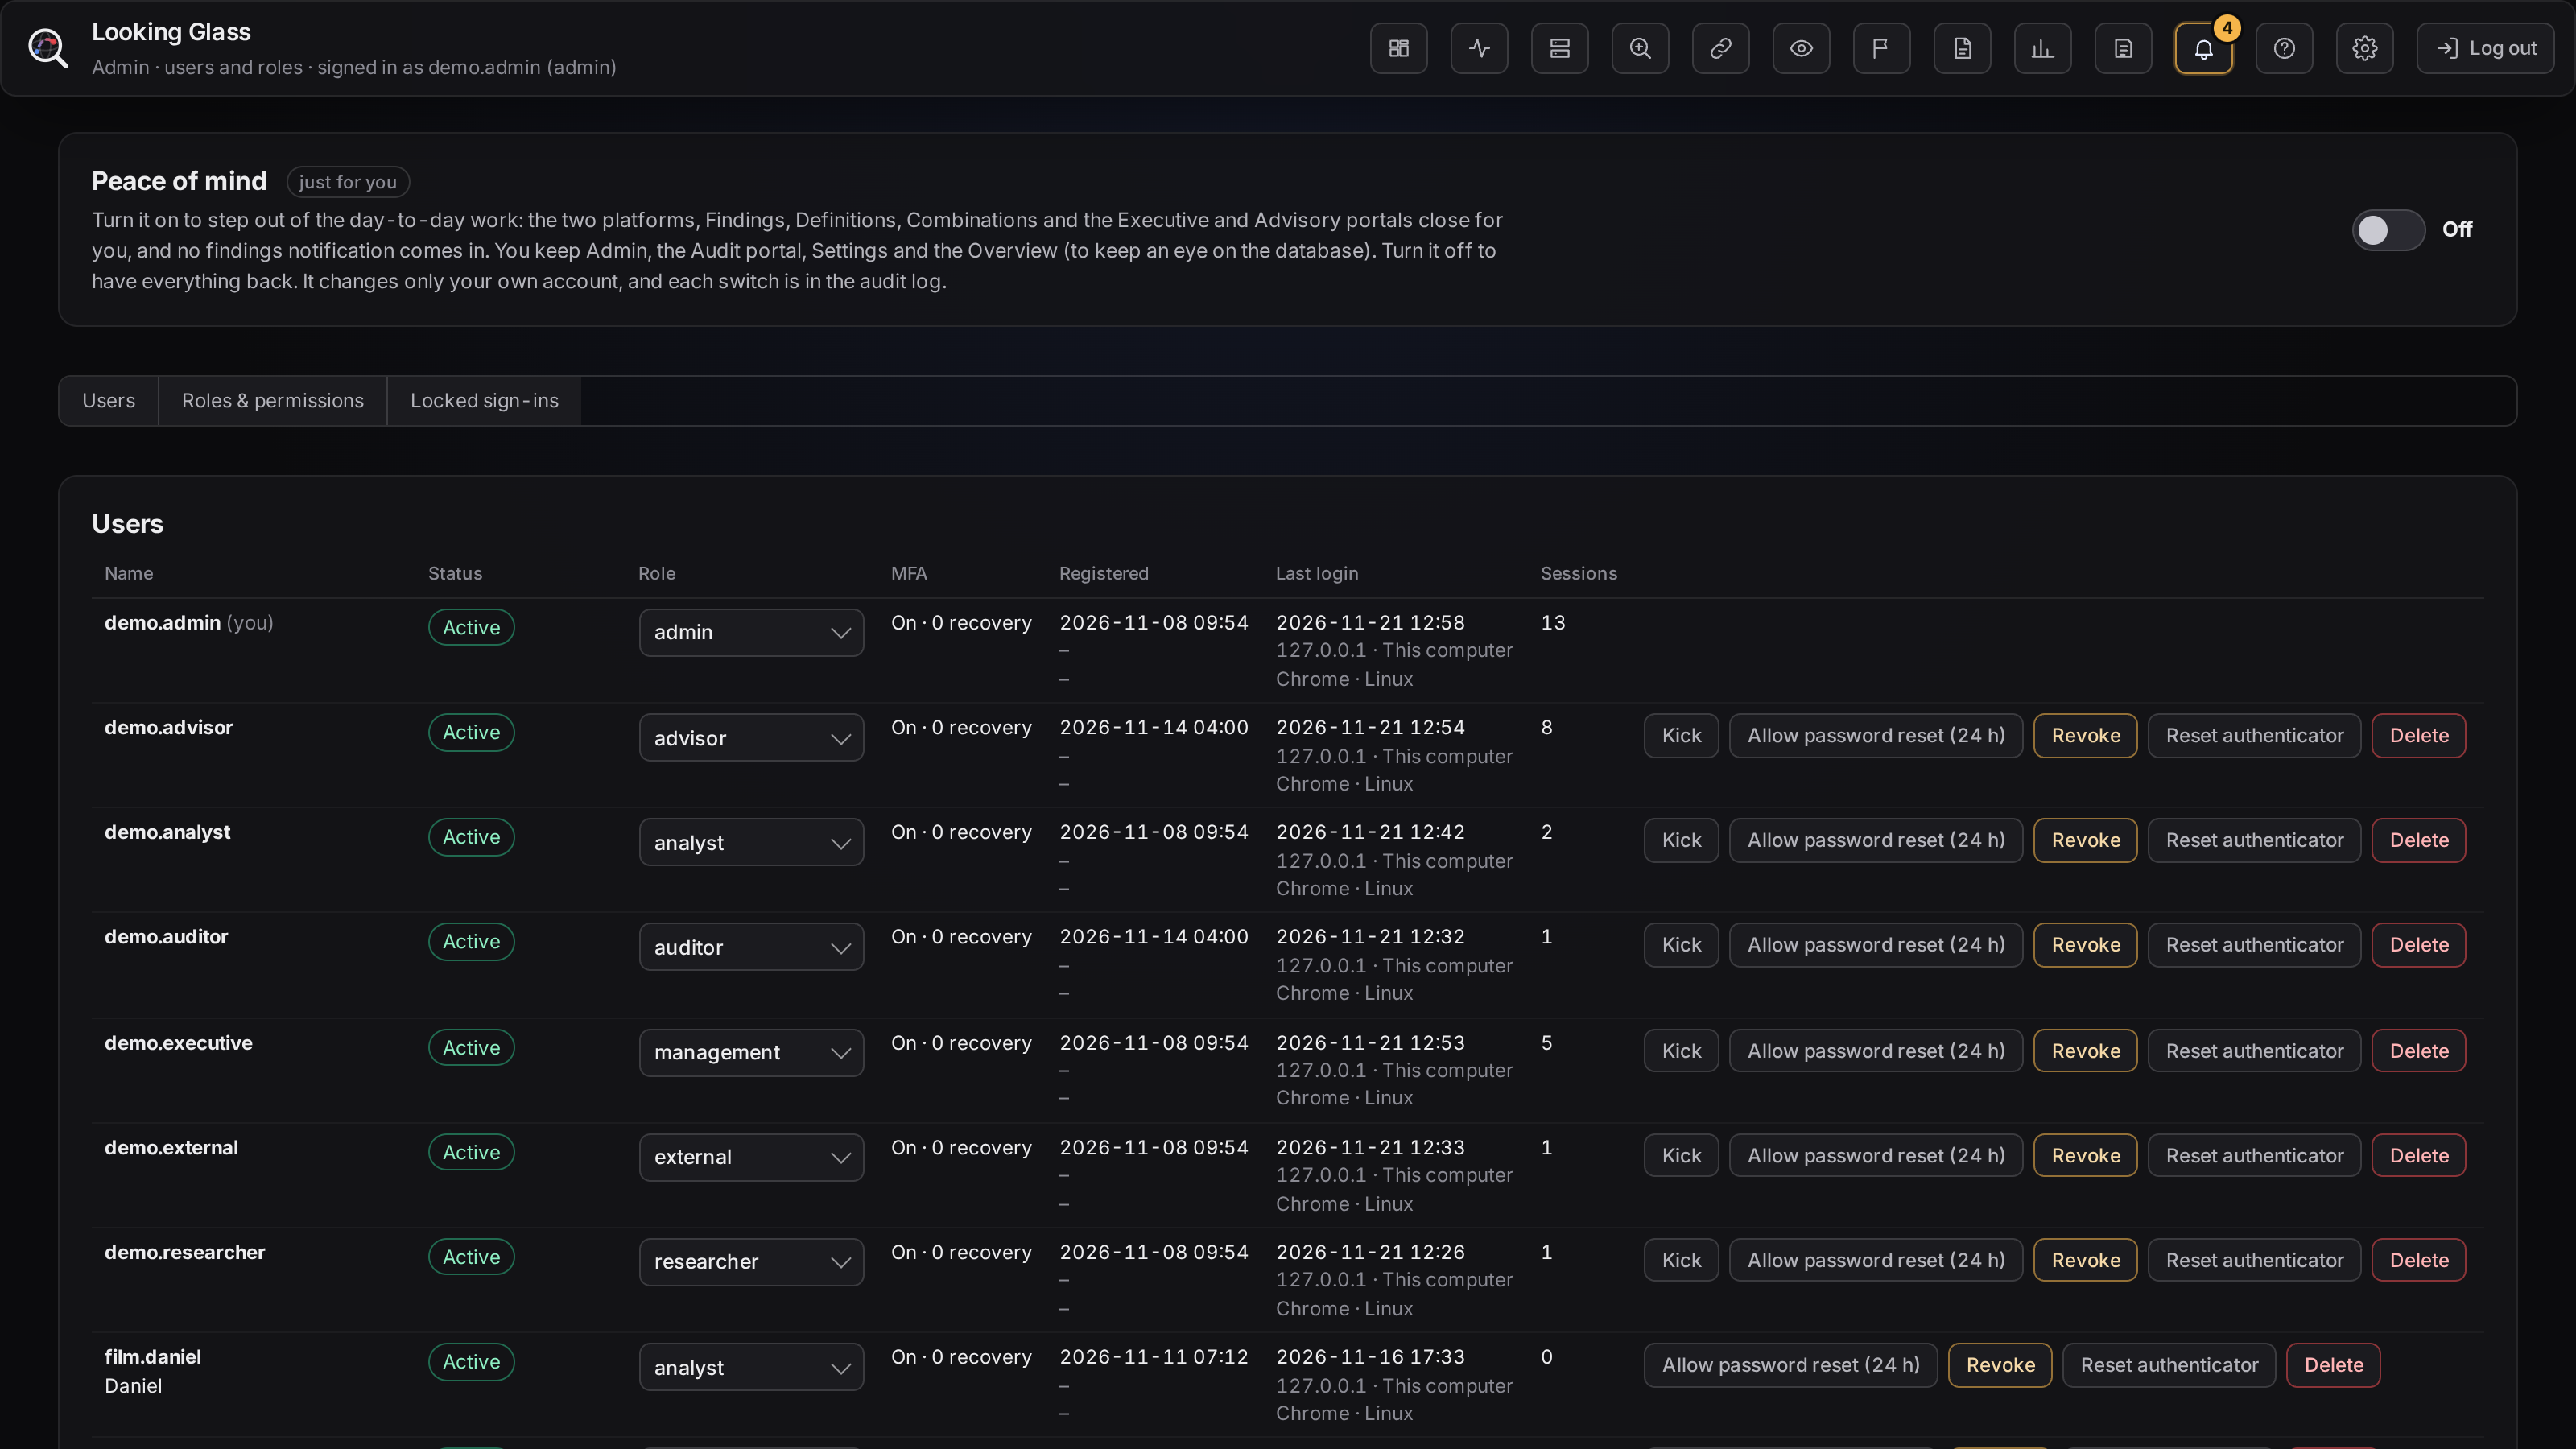 Looking Glass
Admin · users and roles · signed in as demo.admin (admin)
4
Log out
Peace of mind just for you
Turn it on to step out of the day-to-day work: the two platforms, Findings, Definitions, Combinations and the Executive and Advisory portals close for
you, and no findings notification comes in. You keep Admin, the Audit portal, Settings and the Overview (to keep an eye on the database). Turn it off to
have everything back. It changes only your own account, and each switch is in the audit log.
Off
Users Roles & permissions Locked sign-ins
Users
Name Status Role MFA Registered Last login Sessions
demo.admin (you) Active admin On · 0 recovery 2026-11-08 09:54 2026-11-21 12:58 13
– 127.0.0.1 · This computer
– Chrome · Linux
demo.advisor Active advisor On · 0 recovery 2026-11-14 04:00 2026-11-21 12:54 8 Kick Allow password reset (24 h) Revoke Reset authenticator Delete
– 127.0.0.1 · This computer
– Chrome · Linux
demo.analyst Active analyst On · 0 recovery 2026-11-08 09:54 2026-11-21 12:42 2 Kick Allow password reset (24 h) Revoke Reset authenticator Delete
– 127.0.0.1 · This computer
– Chrome · Linux
demo.auditor Active auditor On · 0 recovery 2026-11-14 04:00 2026-11-21 12:32 1 Kick Allow password reset (24 h) Revoke Reset authenticator Delete
– 127.0.0.1 · This computer
– Chrome · Linux
demo.executive Active management On · 0 recovery 2026-11-08 09:54 2026-11-21 12:53 5 Kick Allow password reset (24 h) Revoke Reset authenticator Delete
– 127.0.0.1 · This computer
– Chrome · Linux
demo.external Active external On · 0 recovery 2026-11-08 09:54 2026-11-21 12:33 1 Kick Allow password reset (24 h) Revoke Reset authenticator Delete
– 127.0.0.1 · This computer
– Chrome · Linux
demo.researcher Active researcher On · 0 recovery 2026-11-08 09:54 2026-11-21 12:26 1 Kick Allow password reset (24 h) Revoke Reset authenticator Delete
– 127.0.0.1 · This computer
– Chrome · Linux
film.daniel Active analyst On · 0 recovery 2026-11-11 07:12 2026-11-16 17:33 0 Allow password reset (24 h) Revoke Reset authenticator Delete
Daniel – 127.0.0.1 · This computer
– Chrome · Linux